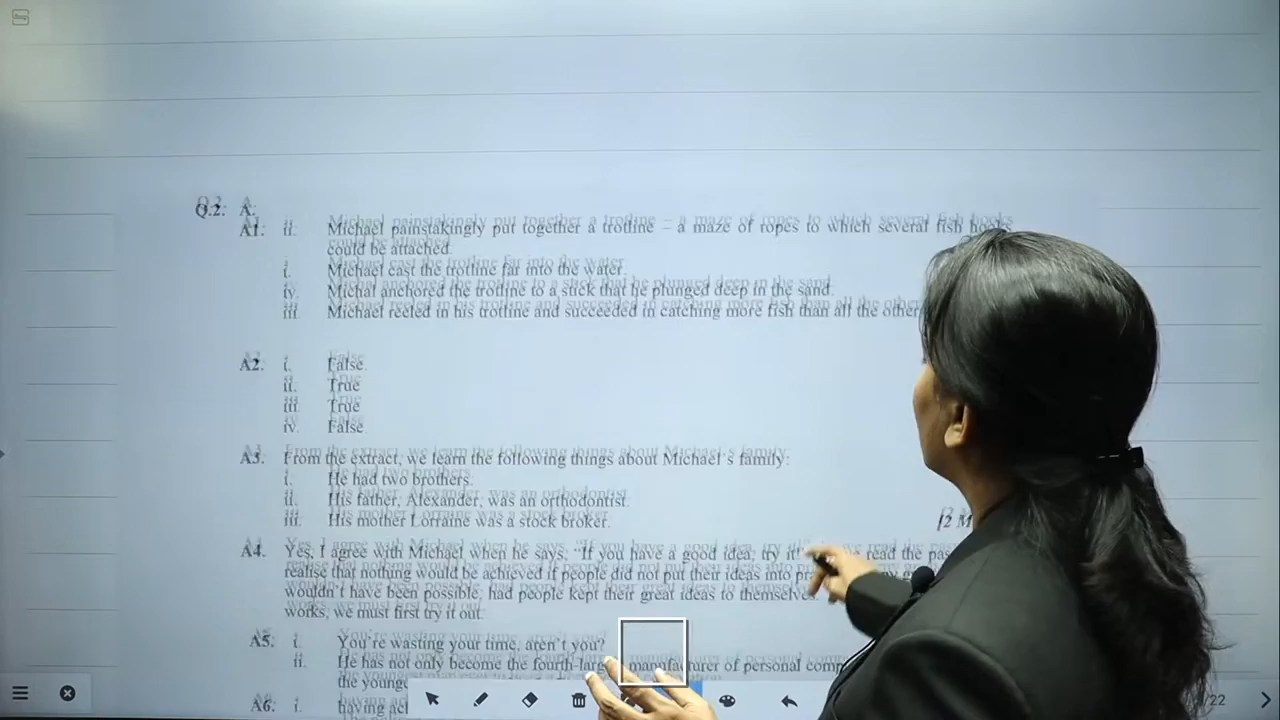 Q.2. A.
A1. ii. Michael painstakingly put together a trotline – a maze of ropes to which several fish hooks
could be attached.
i. Michael cast the trotline far into the water.
iv. Michal anchored the trotline to a stick that he plunged deep in the sand.
iii. Michael reeled in his trotline and succeeded in catching more fish than all the other
A2. i. False
ii. True
iii. True
iv. False
A3. From the extract, we learn the following things about Michael's family:
i. He had two brothers.
ii. His father, Alexander, was an orthodontist.
iii. His mother Lorraine was a stock broker.
[2 M
A4. Yes, I agree with Michael when he says: "If you have a good idea, try it" we read the
realise that nothing would be achieved if people did not put their ideas into
wouldn't have been possible, had people kept their great ideas to themselves.
works, we must first try it out.
A5. i. You're wasting your time, aren't you?
ii. He has not only become the manufacturer of personal
the
A6. i. having
/22